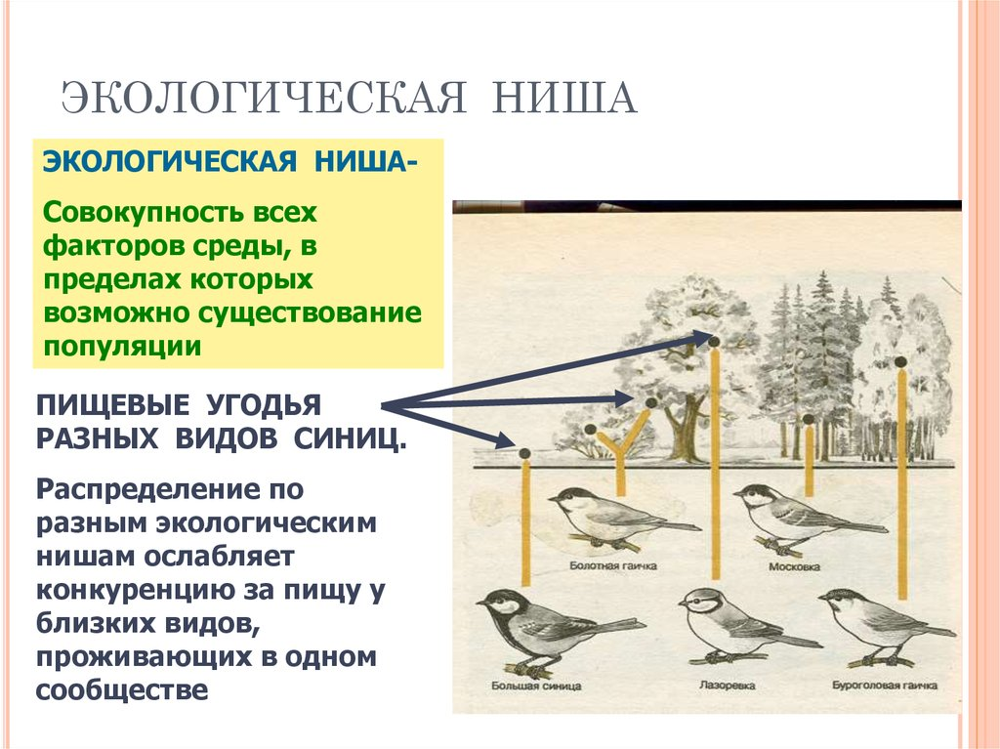 ЭКОЛОГИЧЕСКАЯ НИША
ЭКОЛОГИЧЕСКАЯ НИША-
Совокупность всех
факторов среды, в
пределах которых
возможно существование
популяции
ПИЩЕВЫЕ УГОДЬЯ
РАЗНЫХ ВИДОВ СИНИЦ.
Распределение по
разным экологическим
нишам ослабляет
конкуренцию за пищу у
близких видов,
проживающих в одном
сообществе
Болотная гаичка
Московка
Большая синица
Лазоревка
Буроголовая гаичка